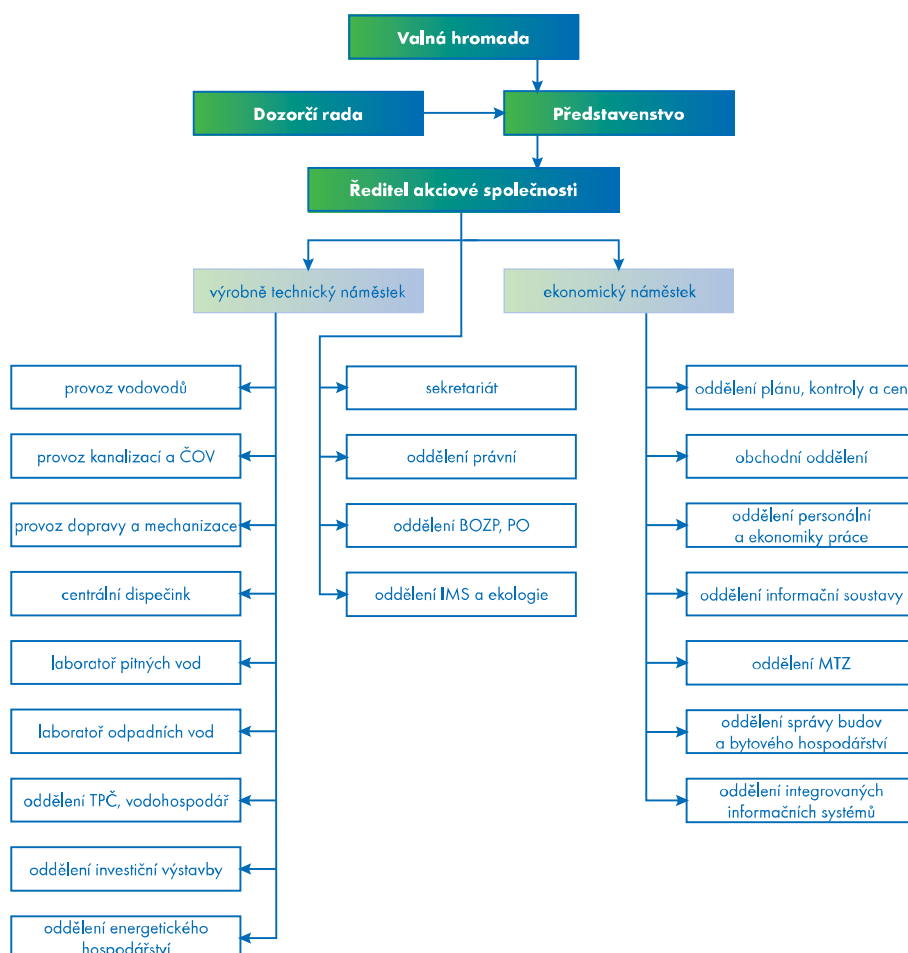 Valná hromada
Dozorčí rada
Představenstvo
Ředitel akciové společnosti
výrobně technický náměstek
ekonomický náměstek
provoz vodovodů
provoz kanalizací a ČOV
provoz dopravy a mechanizace
centrální dispečink
laboratoř pitných vod
laboratoř odpadních vod
oddělení TPČ, vodohospodář
oddělení investiční výstavby
oddělení energetického
hospodářství
sekretariát
oddělení právní
oddělení BOZP, PO
oddělení IMS a ekologie
oddělení plánu, kontroly a cen
obchodní oddělení
oddělení personální
a ekonomiky práce
oddělení informační soustavy
oddělení MTZ
oddělení správy budov
a bytového hospodářství
oddělení integrovaných
informačních systémů